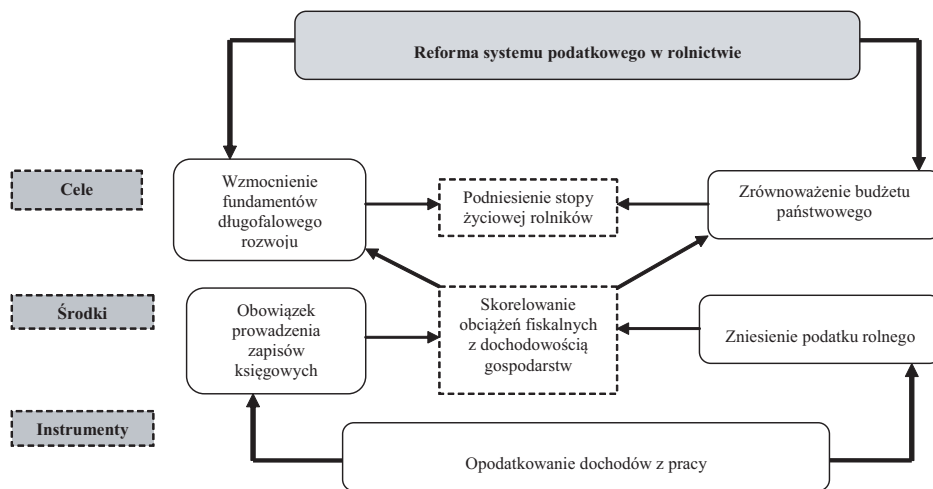 Reforma systemu podatkowego w rolnictwie
Cele
Wzmocnienie
fundamentów
długofalowego
rozwoju
Podniesienie stopy
życiowej rolników
Zrównoważenie budżetu
państwowego
Środki
Obowiązek
prowadzenia
zapisów
księgowych
Skorelowanie
obciążeń fiskalnych
z dochodowością
gospodarstw
Zniesienie podatku rolnego
Instrumenty
Opodatkowanie dochodów z pracy